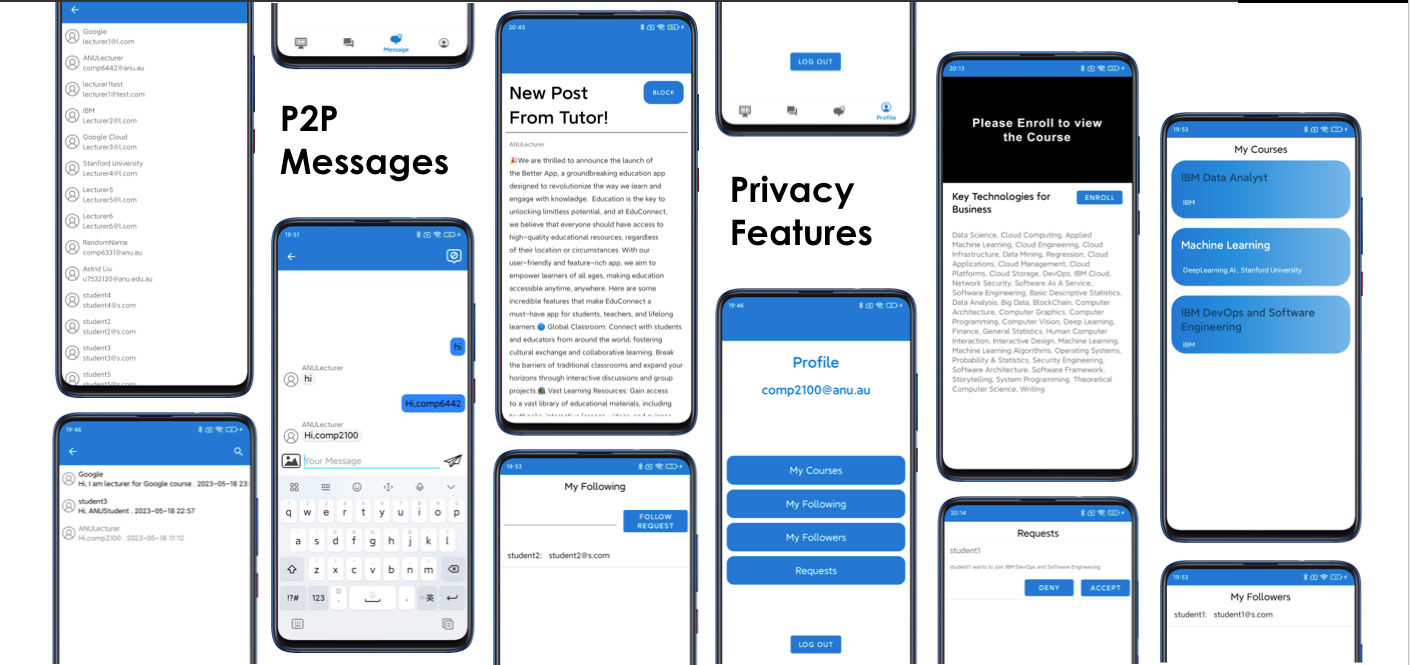 Google
lecturer1@l.com
ANULecturer
comp6442@anu.au
lecturer1test
lecturer1@test.com
IBM
Lecturer2@l.com
Google Cloud
Lecturer3@l.com
Stanford University
Lecturer4@l.com
Lecturer5
Lecturer5@l.com
Lecturer6
Lecturer6@l.com
RandomName
comp6331@anu.au
Astrid Liu
u7532120@anu.edu.au
student4
student4@s.com
student2
student2@s.com
student3
student3@s.com
student5
student5@s.com
19:46
Google
Hi, I am lecturer for Google course . 2023-05-18 23:
student3
Hi, ANUStudent . 2023-05-18 22:57
ANULecturer
Hi,comp2100 . 2023-05-18 11:12
Message
P2P
Messages
19:51
hi
ANULecturer
hi
Hi,comp6442
ANULecturer
Hi,comp2100
Your Message
q w e r t y u i o p
a s d f g h j k l
z x c v b n m
!?# 123 . 英
20:45
New Post
From Tutor!
BLOCK
ANULecturer
🎉We are thrilled to announce the launch of
the Better App, a groundbreaking education app
designed to revolutionize the way we learn and
engage with knowledge. Education is the key to
unlocking limitless potential, and at EduConnect,
we believe that everyone should have access to
high-quality educational resources, regardless
of their location or circumstances. With our
user-friendly and feature-rich app, we aim to
empower learners of all ages, making education
accessible anytime, anywhere. Here are some
incredible features that make EduConnect a
must-have app for students, teachers, and lifelong
learners:🌐 Global Classroom: Connect with students
and educators from around the world, fostering
cultural exchange and collaborative learning. Break
the barriers of traditional classrooms and expand your
horizons through interactive discussions and group
projects.📚 Vast Learning Resources: Gain access
to a vast library of educational materials, including
19:53
My Following
FOLLOW
REQUEST
student2: student2@s.com
LOG OUT
Profile
Privacy
Features
19:46
Profile
comp2100@anu.au
My Courses
My Following
My Followers
Requests
LOG OUT
20:13
Please Enroll to view
the Course
Key Technologies for
Business
ENROLL
Data Science, Cloud Computing, Applied
Machine Learning, Cloud Engineering, Cloud
Infrastructure, Data Mining, Regression, Cloud
Applications, Cloud Management, Cloud
Platforms, Cloud Storage, DevOps, IBM Cloud,
Network Security, Software As A Service,
Software Engineering, Basic Descriptive Statistics,
Data Analysis, Big Data, BlockChain, Computer
Architecture, Computer Graphics, Computer
Programming, Computer Vision, Deep Learning,
Finance, General Statistics, Human Computer
Interaction, Interactive Design, Machine Learning,
Machine Learning Algorithms, Operating Systems,
Probability & Statistics, Security Engineering,
Software Architecture, Software Framework,
Storytelling, System Programming, Theoretical
Computer Science, Writing
20:14
Requests
student1
student1 wants to join IBM DevOps and Software Engineering
DENY
ACCEPT
19:53
My Courses
IBM Data Analyst
IBM
Machine Learning
DeepLearning.AI, Stanford University
IBM DevOps and Software
Engineering
IBM
19:53
My Followers
student1: student1@s.com